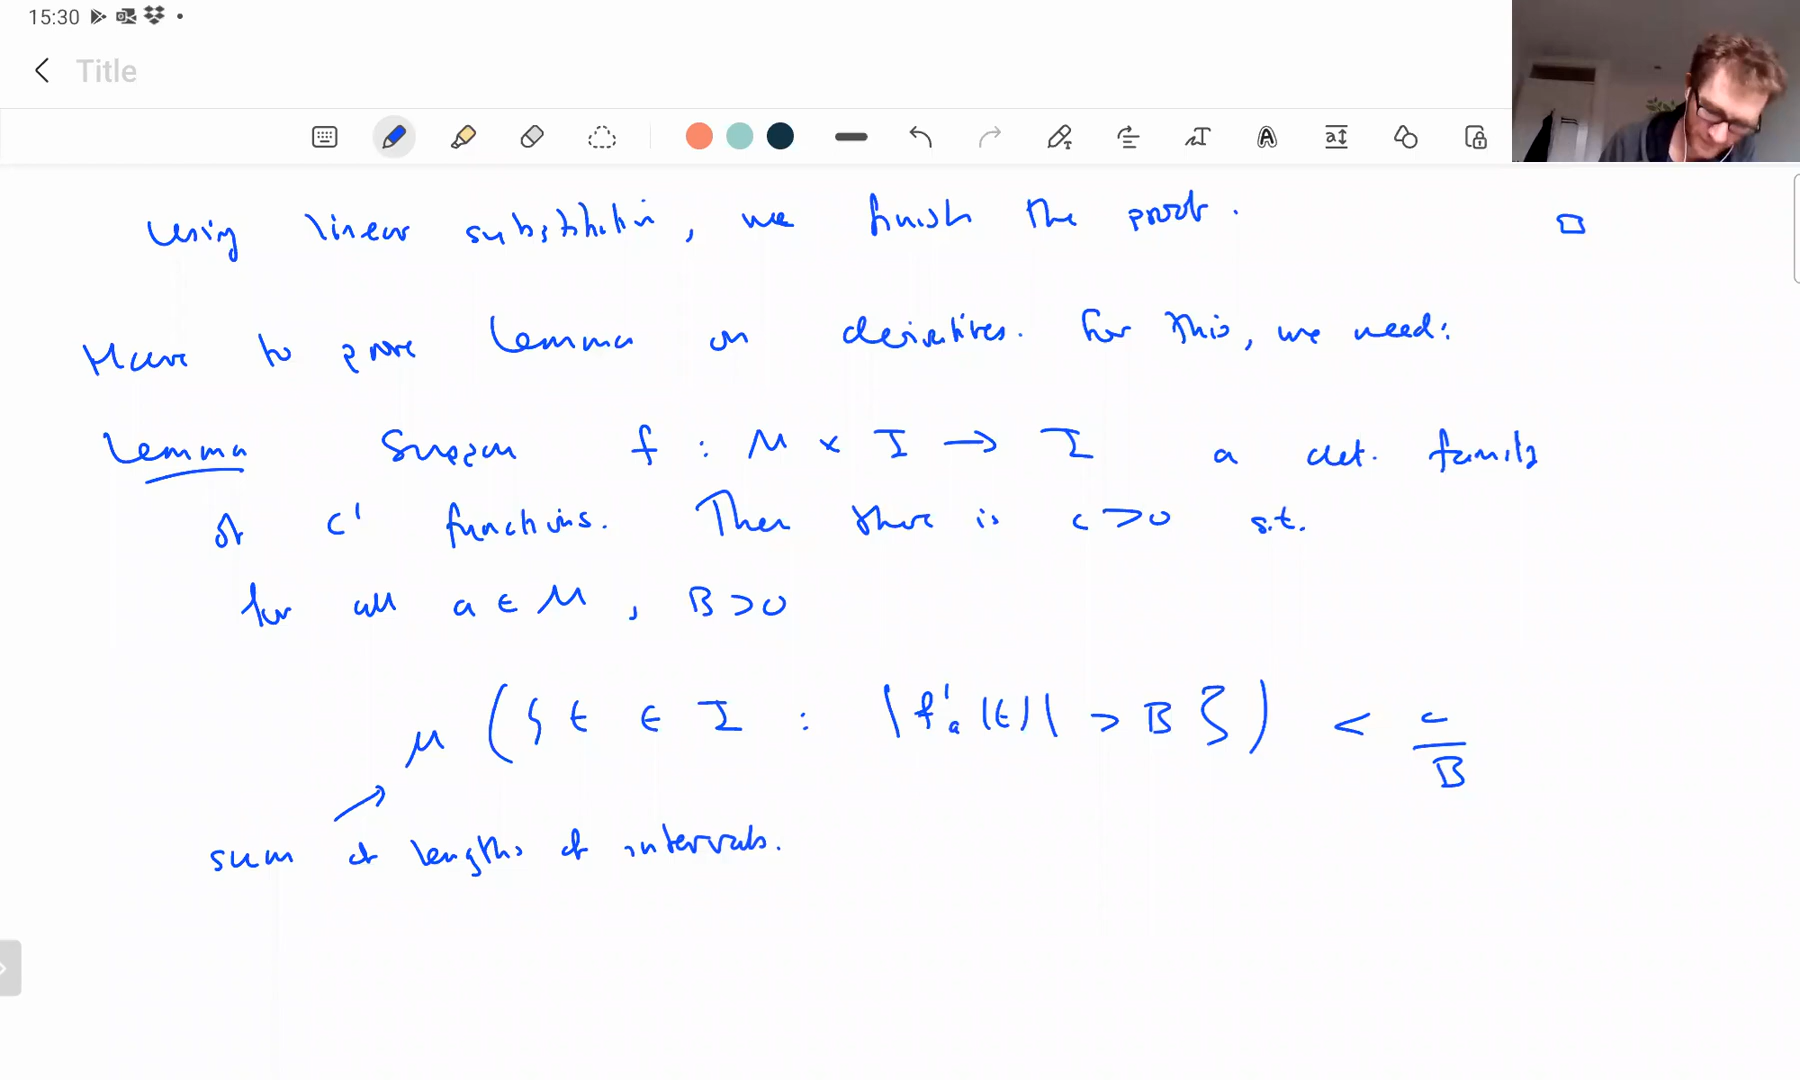 15:30
Title
using linear substitution, we finish the proof. □
Have to prove Lemma on derivatives. For this, we need:
Lemma Suppose f : M × I → I a def. family
of C' functions. Then there is c > 0 s.t.
for all a ∈ M, B > 0
μ ( { t ∈ I : | f'_a (t) | > B } ) < c/B
sum of lengths of intervals.